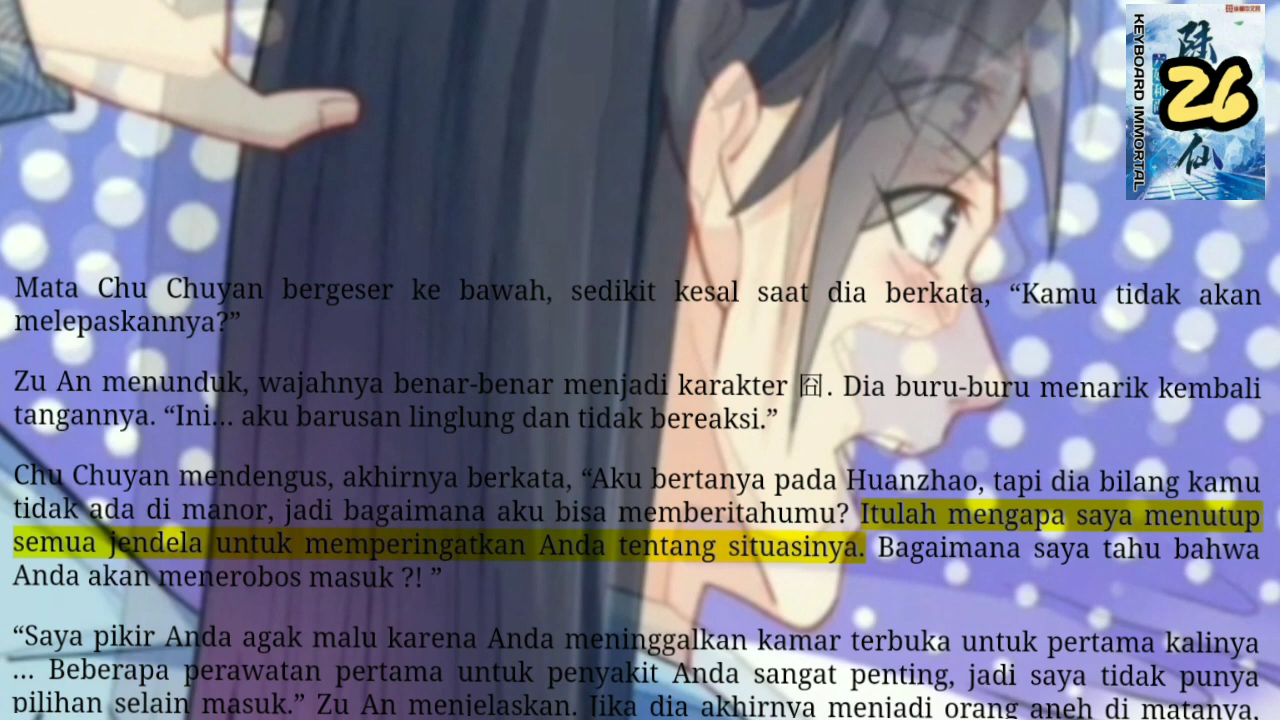 陆
仙
KEYBOARD IMMORTAL
26
Mata Chu Chuyan bergeser ke bawah, sedikit kesal saat dia berkata, “Kamu tidak akan
melepaskannya?”
Zu An menunduk, wajahnya benar-benar menjadi karakter 囧. Dia buru-buru menarik kembali
tangannya. “Ini... aku barusan linglung dan tidak bereaksi.”
Chu Chuyan mendengus, akhirnya berkata, “Aku bertanya pada Huanzhao, tapi dia bilang kamu
tidak ada di manor, jadi bagaimana aku bisa memberitahumu? Itulah mengapa saya menutup
semua jendela untuk memperingatkan Anda tentang situasinya. Bagaimana saya tahu bahwa
Anda akan menerobos masuk ?! ”
“Saya pikir Anda agak malu karena Anda meninggalkan kamar terbuka untuk pertama kalinya
... Beberapa perawatan pertama untuk penyakit Anda sangat penting, jadi saya tidak punya
pilihan selain masuk.” Zu An menjelaskan. Jika dia akhirnya menjadi orang aneh di matanya,